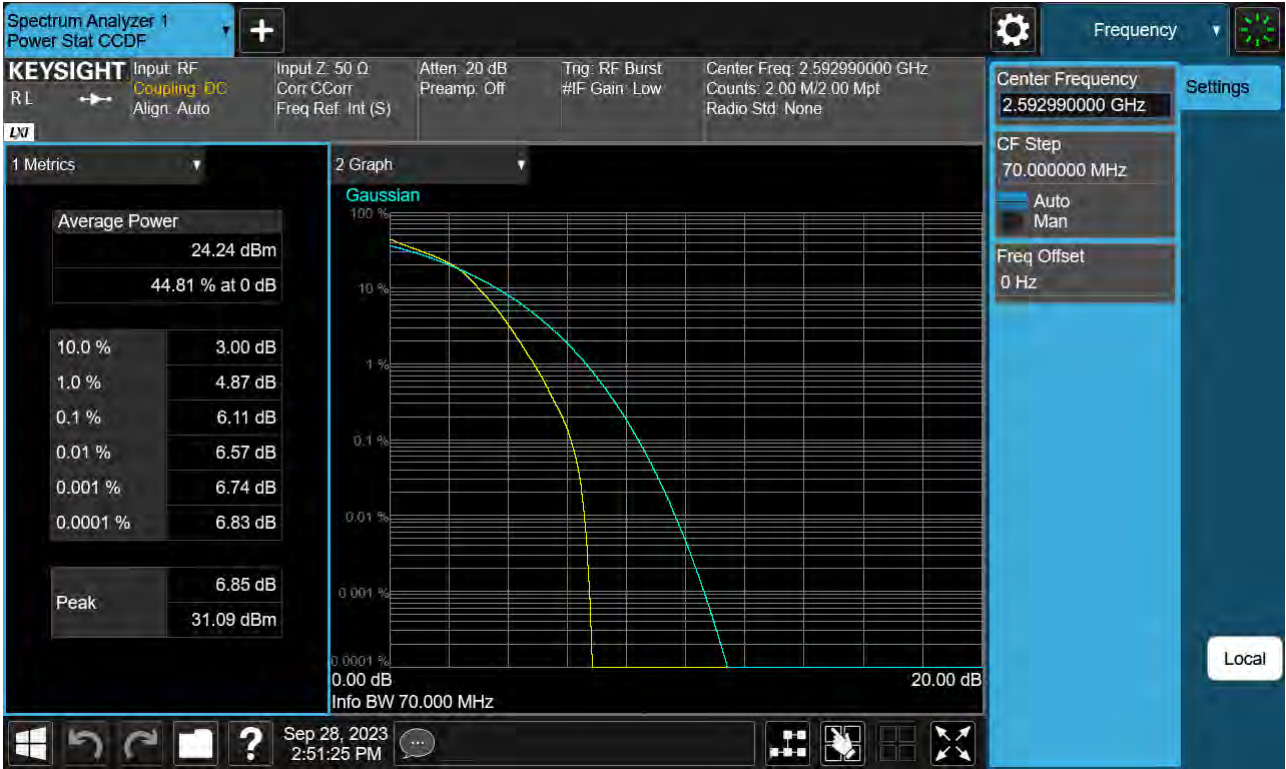 Spectrum Analyzer 1
Power Stat CCDF
+
Frequency
KEYSIGHT
R L
LXI
Input: RF
Coupling: DC
Align: Auto
Input Z: 50 Ω
Corr CCorr
Freq Ref: Int (S)
Atten: 20 dB
Preamp: Off
Trig: RF Burst
#IF Gain: Low
Center Freq: 2.592990000 GHz
Counts: 2.00 M/2.00 Mpt
Radio Std: None
Center Frequency
2.592990000 GHz
Settings
CF Step
70.000000 MHz
Auto
Man
Freq Offset
0 Hz
Local
1 Metrics
Average Power
24.24 dBm
44.81 % at 0 dB
10.0 % 3.00 dB
1.0 % 4.87 dB
0.1 % 6.11 dB
0.01 % 6.57 dB
0.001 % 6.74 dB
0.0001 % 6.83 dB
Peak
6.85 dB
31.09 dBm
2 Graph
Gaussian
100 %
10 %
1 %
0.1 %
0.01 %
0.001 %
0.0001 %
0.00 dB 20.00 dB
Info BW 70.000 MHz
?
Sep 28, 2023
2:51:25 PM